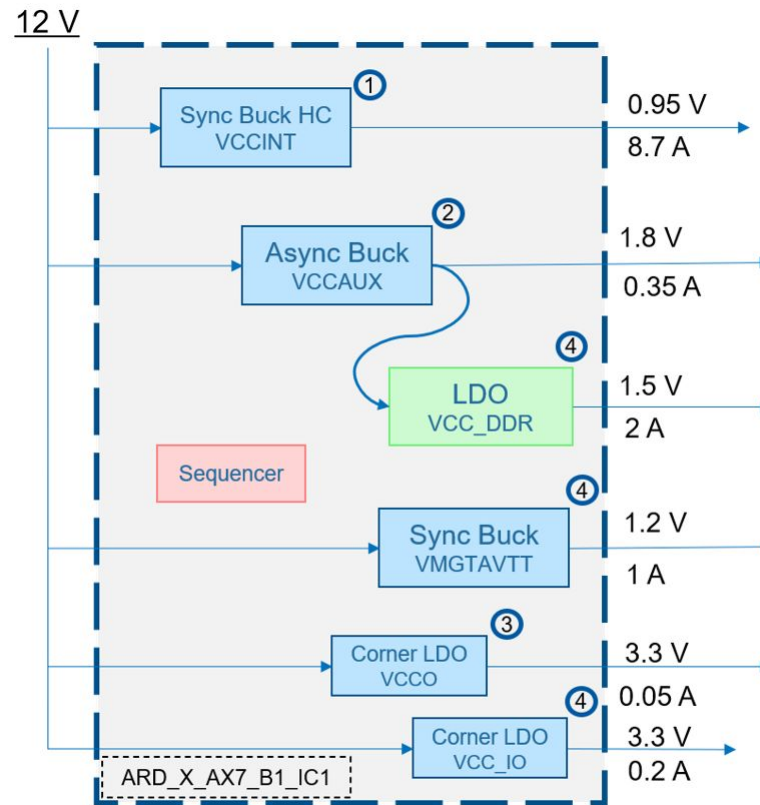 12 V
1
Sync Buck HC
VCCINT
0.95 V
8.7 A
2
Async Buck
VCCAUX
1.8 V
0.35 A
4
LDO
VCC_DDR
1.5 V
2 A
Sequencer
4
Sync Buck
VMGTAVTT
1.2 V
1 A
3
Corner LDO
VCCO
3.3 V
0.05 A
4
Corner LDO
VCC_IO
3.3 V
0.2 A
ARD_X_AX7_B1_IC1